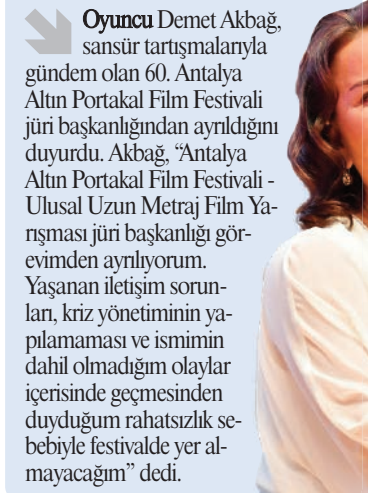 Oyuncu Demet Akbağ,
sansür tartışmalarıyla
gündem olan 60. Antalya
Altın Portakal Film Festivali
jüri başkanlığından ayrıldığını
duyurdu. Akbağ, “Antalya
Altın Portakal Film Festivali -
Ulusal Uzun Metraj Film Ya-
rışması jüri başkanlığı gör-
evimden ayrılıyorum.
Yaşanan iletişim sorun-
ları, kriz yönetiminin ya-
pılamaması ve ismimin
dahil olmadığım olaylar
içerisinde geçmesinden
duyduğum rahatsızlık se-
bebiyle festivalde yer al-
mayacağım” dedi.